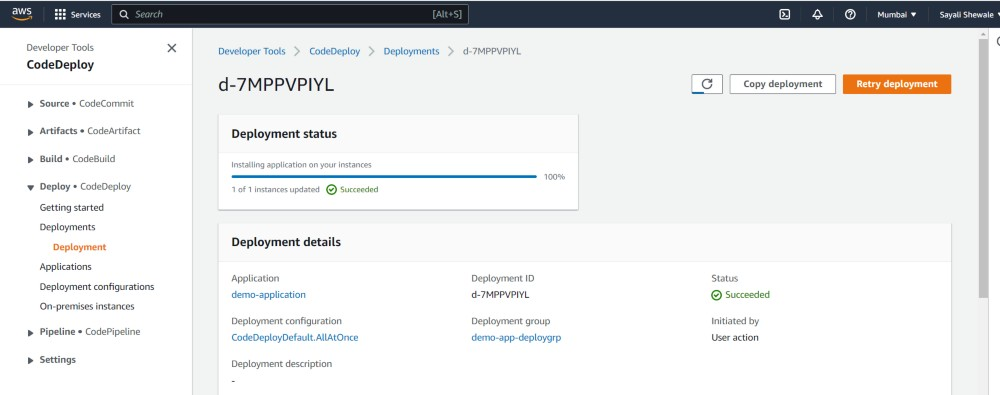 aws
Services
Search
[Alt+S]
Mumbai
Sayali Shewale
Developer Tools
CodeDeploy
Source • CodeCommit
Artifacts • CodeArtifact
Build • CodeBuild
Deploy • CodeDeploy
Getting started
Deployments
Deployment
Applications
Deployment configurations
On-premises instances
Pipeline • CodePipeline
Settings
Developer Tools
CodeDeploy
Deployments
d-7MPPVPIYL
d-7MPPVPIYL
Copy deployment
Retry deployment
Deployment status
Installing application on your instances
100%
1 of 1 instances updated
Succeeded
Deployment details
Application
demo-application
Deployment ID
d-7MPPVPIYL
Status
Succeeded
Deployment configuration
CodeDeployDefault.AllAtOnce
Deployment group
demo-app-deploygrp
Initiated by
User action
Deployment description
-